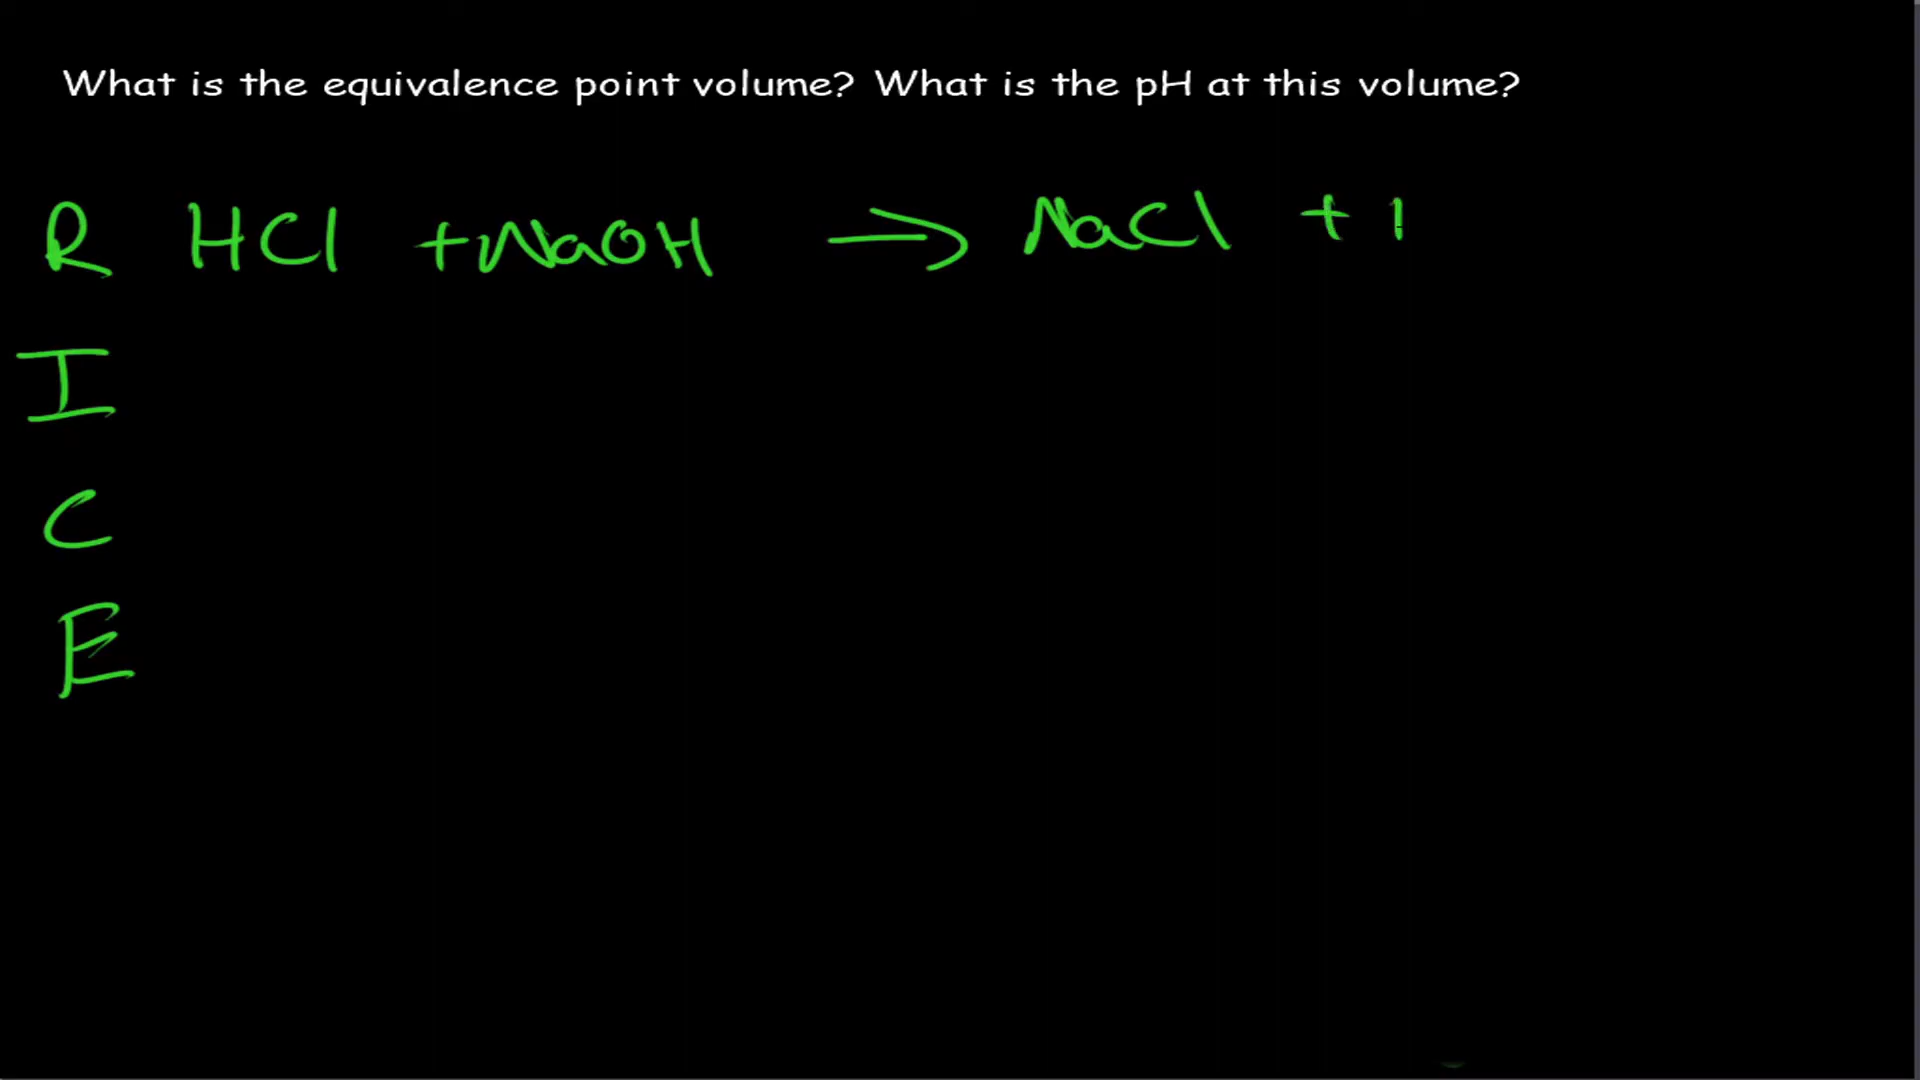 What is the equivalence point volume? What is the pH at this volume?
R HCl + NaOH → NaCl +
I
C
E